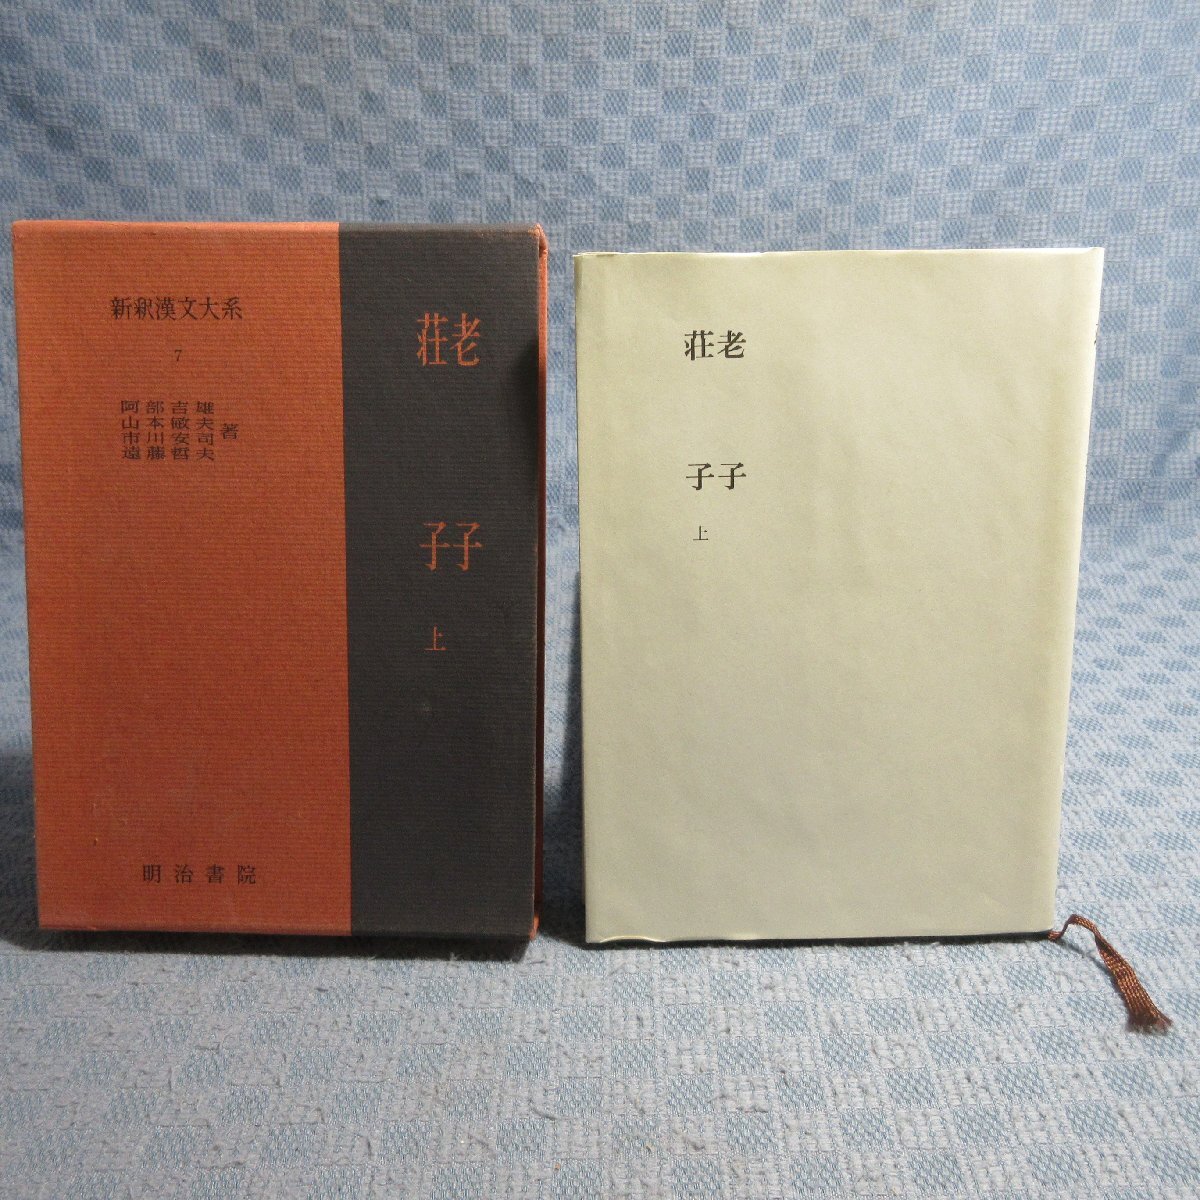 新釈漢文大系
7
阿部吉雄
山本敏夫
市川安司
遠藤哲夫
著
老子
荘子
上
明治書院
老子
荘子
上